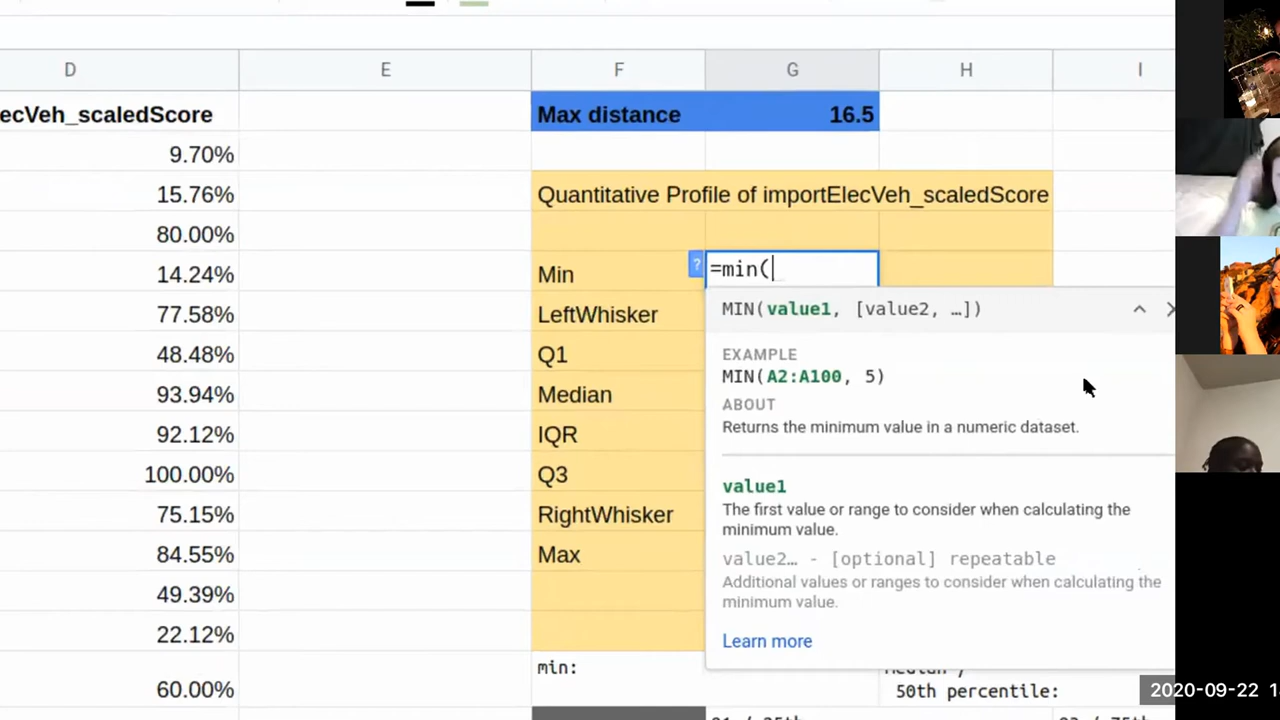 D E F G H I
ecVeh_scaledScore Max distance 16.5
9.70%
15.76% Quantitative Profile of importElecVeh_scaledScore
80.00%
14.24% Min ? =min(
MIN(value1, [value2, …])
77.58% LeftWhisker
EXAMPLE
48.48% Q1
MIN(A2:A100, 5)
93.94% Median
ABOUT
Returns the minimum value in a numeric dataset.
92.12% IQR
100.00% Q3
value1
The first value or range to consider when calculating the
75.15% RightWhisker
minimum value.
84.55% Max
value2… - [optional] repeatable
Additional values or ranges to consider when calculating the
49.39%
minimum value.
22.12%
Learn more
min:
60.00% 50th percentile:
2020-09-22